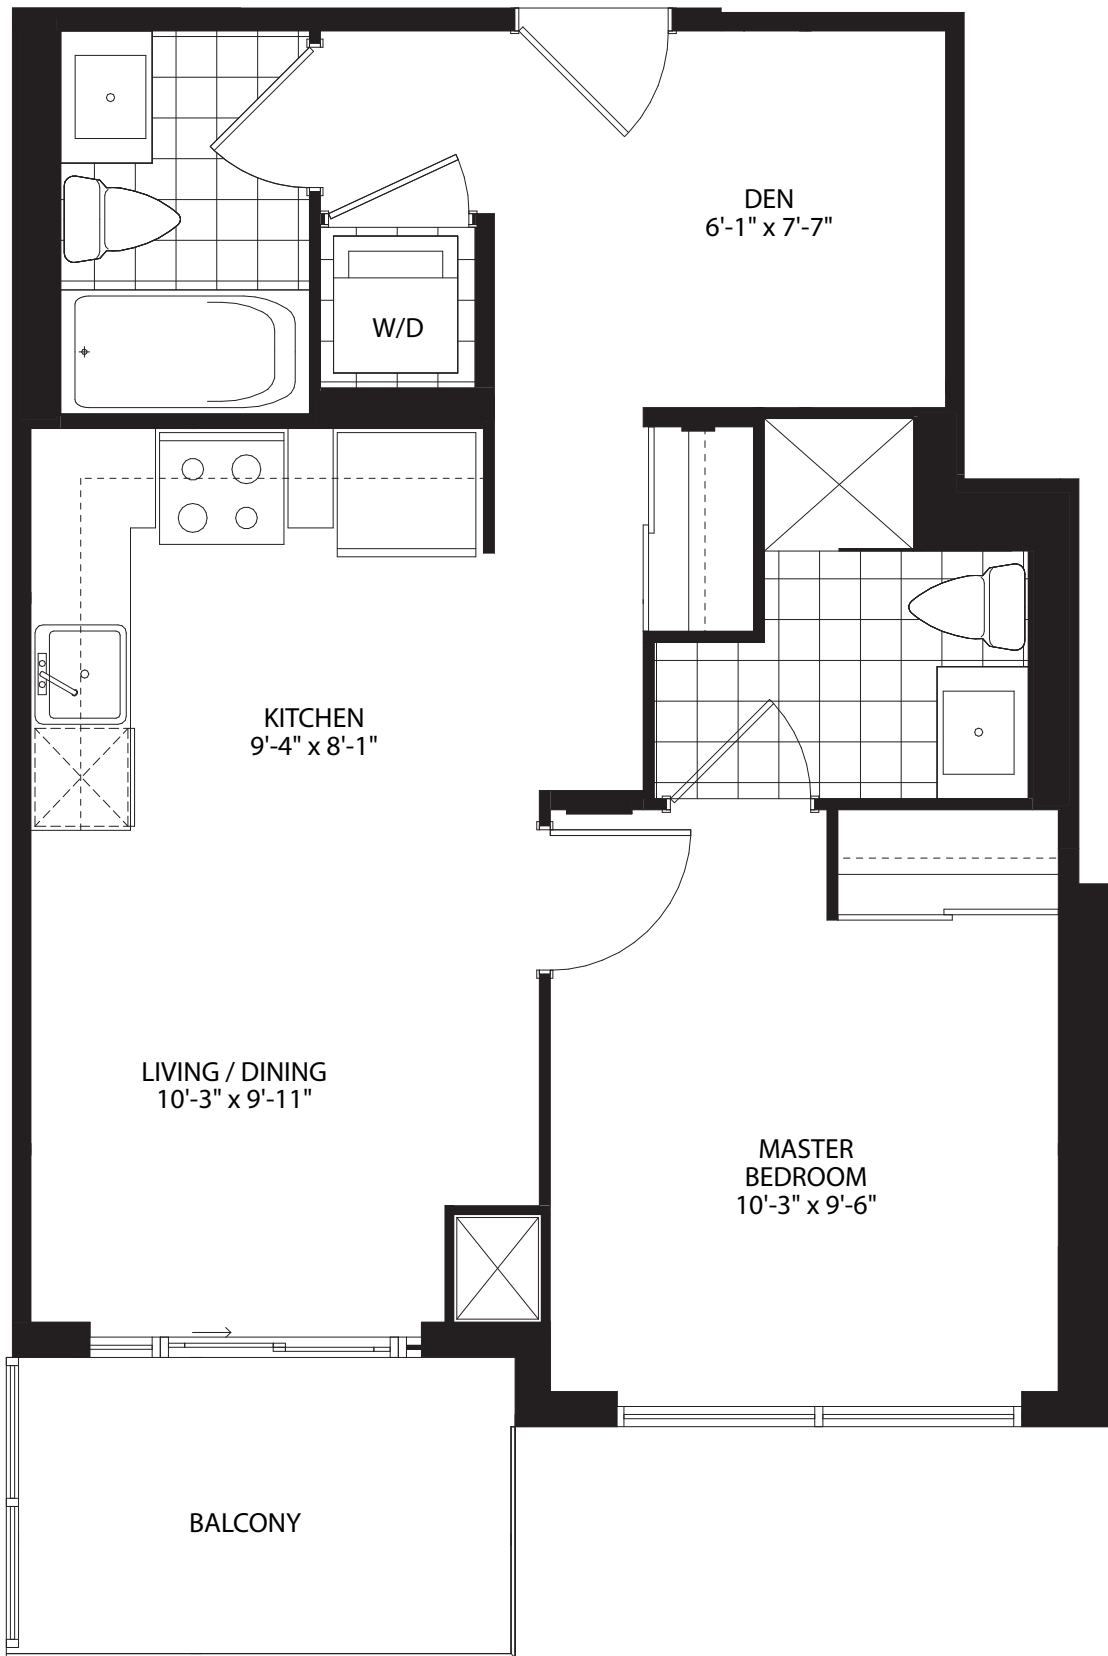 DEN
6'-1" x 7'-7"
W/D
KITCHEN
9'-4" x 8'-1"
LIVING / DINING
10'-3" x 9'-11"
MASTER
BEDROOM
10'-3" x 9'-6"
BALCONY